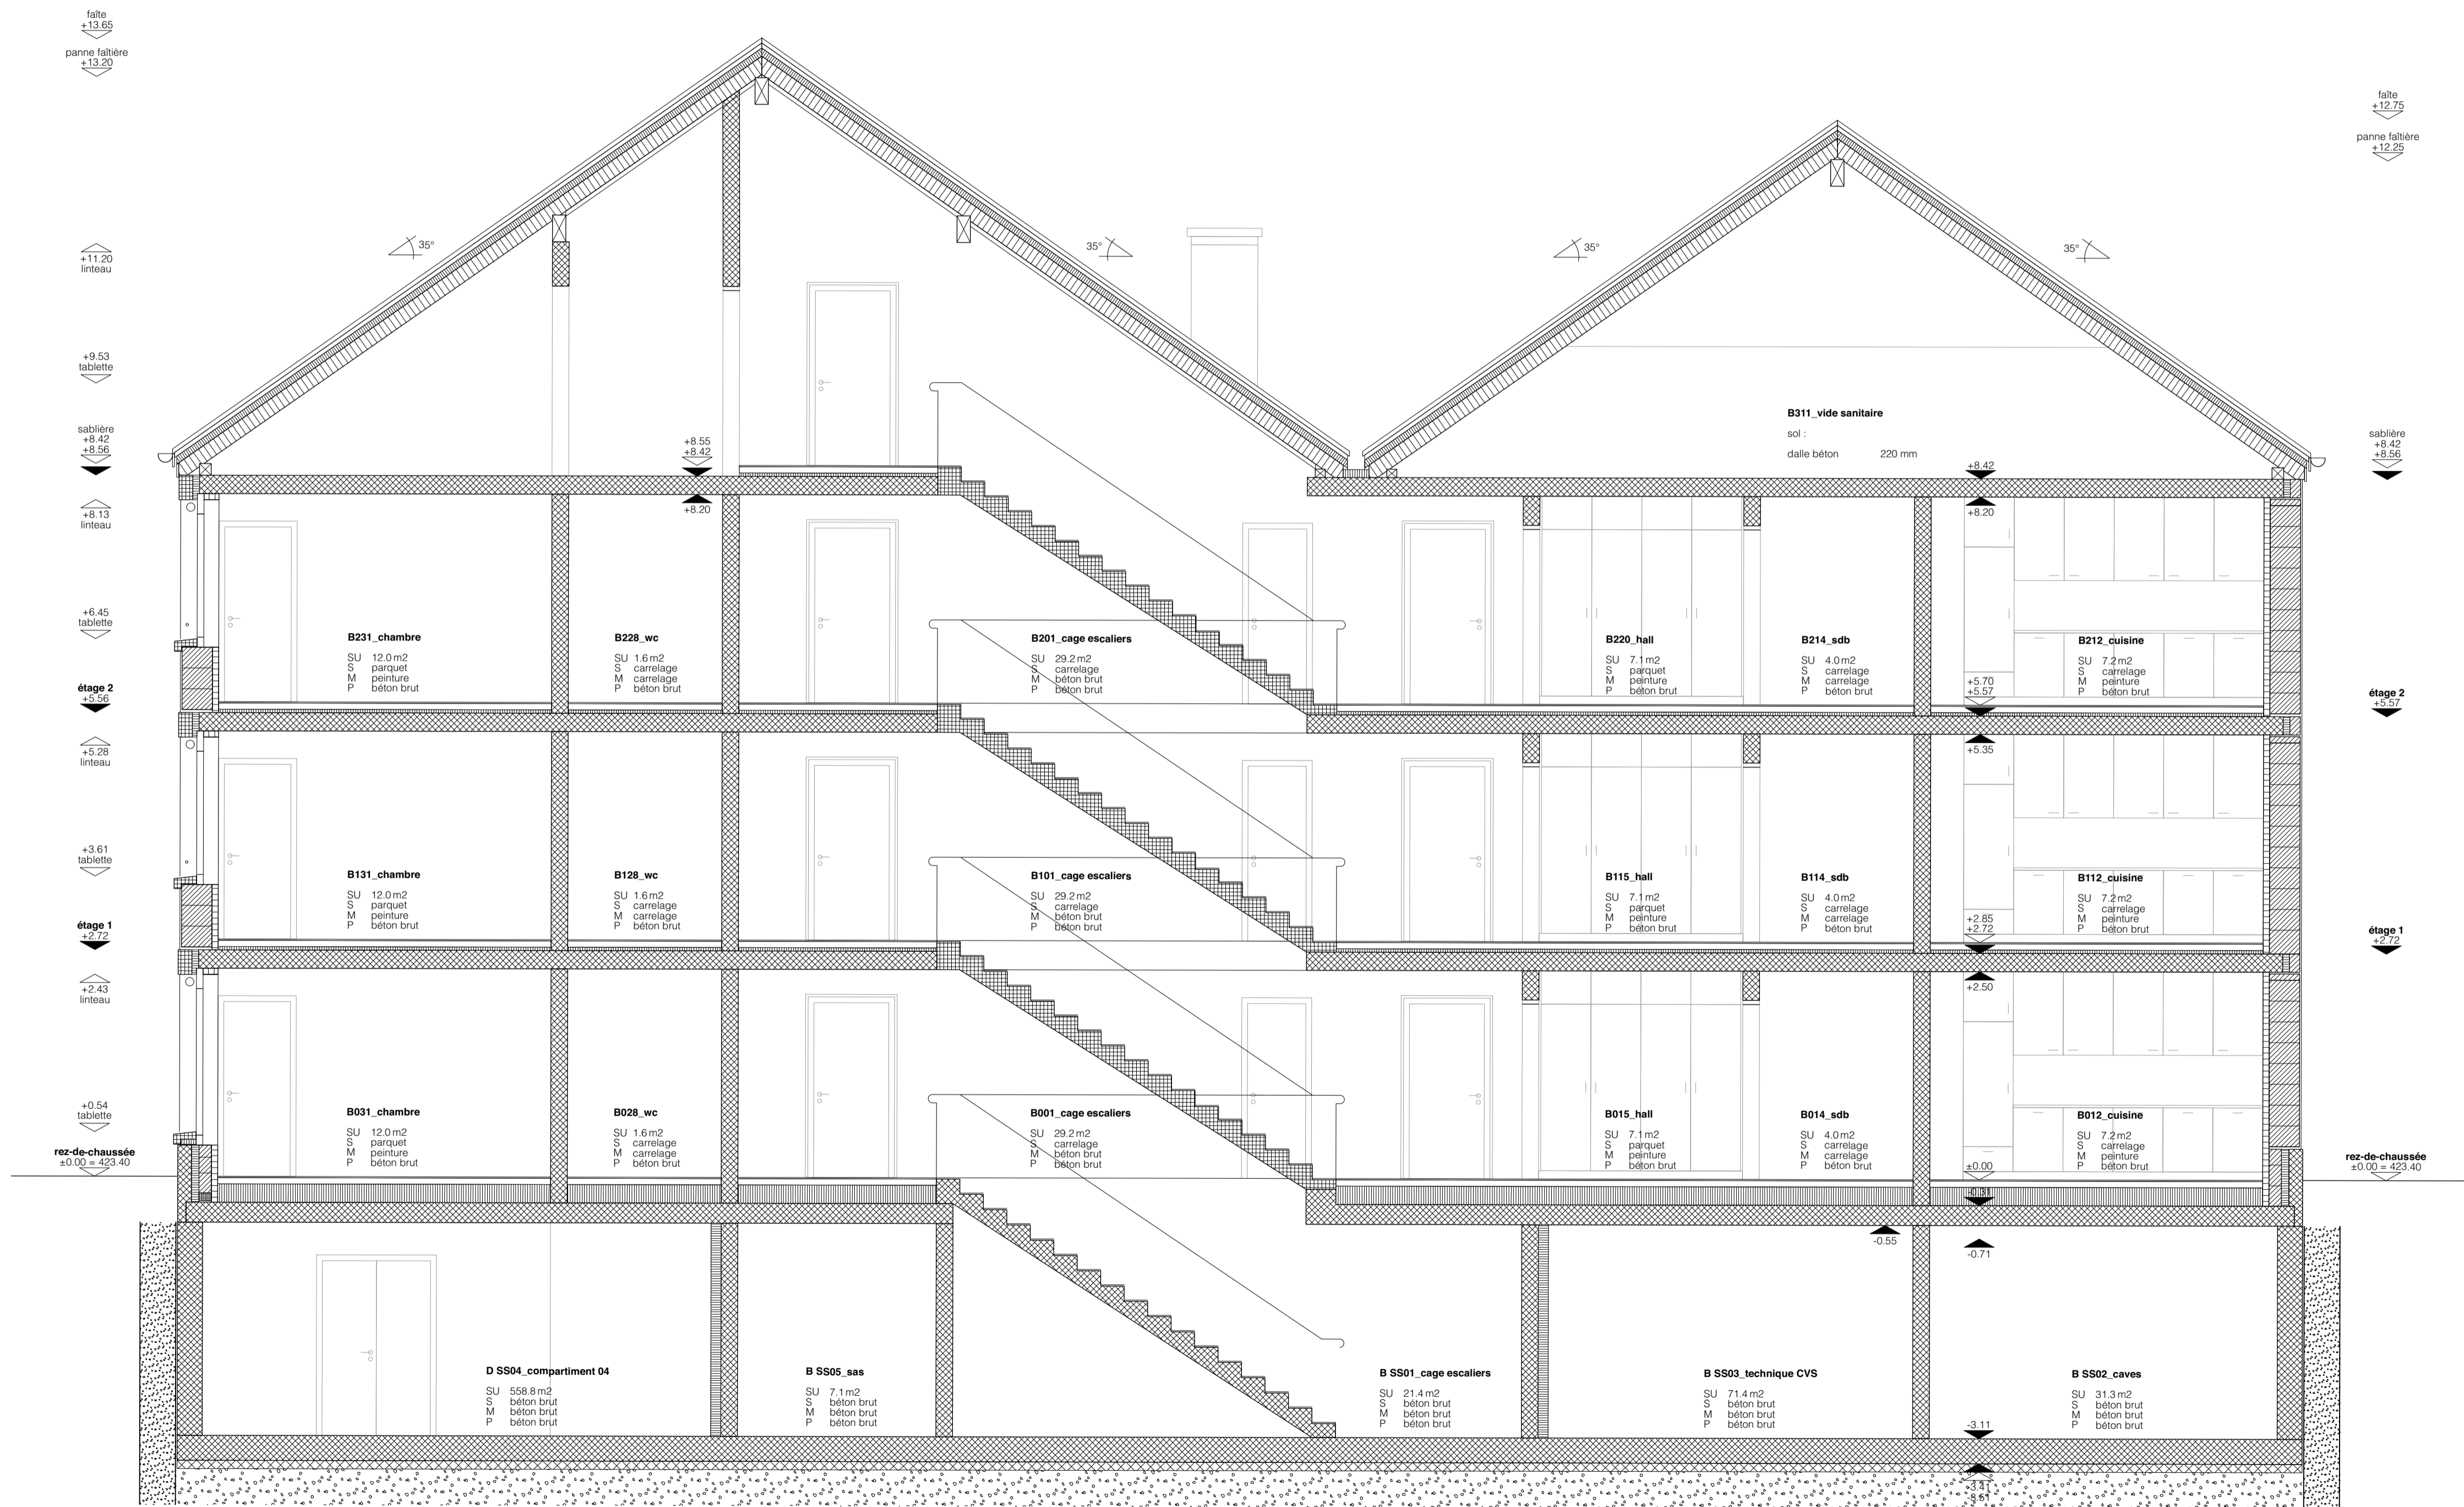 faîte
+13.65
panne faîtière
+13.20
+11.20
linteau
+9.53
tablette
sablière
+8.42
+8.56
+8.13
linteau
+6.45
tablette
étage 2
+5.56
+5.28
linteau
+3.61
tablette
étage 1
+2.72
+2.43
linteau
+0.54
tablette
rez-de-chaussée
±0.00 = 423.40
35°
35°
35°
35°
faîte
+12.75
panne faîtière
+12.25
sablière
+8.42
+8.56
étage 2
+5.57
étage 1
+2.72
rez-de-chaussée
±0.00 = 423.40
+8.55
+8.42
+8.20
B311_vide sanitaire
sol :
dalle béton 220 mm
+8.42
+8.20
B231_chambre
SU 12.0 m2
S parquet
M peinture
P béton brut
B228_wc
SU 1.6 m2
S carrelage
M carrelage
P béton brut
B201_cage escaliers
SU 29.2 m2
S carrelage
M béton brut
P béton brut
B220_hall
SU 7.1 m2
S parquet
M peinture
P béton brut
B214_sdb
SU 4.0 m2
S carrelage
M carrelage
P béton brut
+5.70
+5.57
B212_cuisine
SU 7.2 m2
S carrelage
M peinture
P béton brut
+5.35
B131_chambre
SU 12.0 m2
S parquet
M peinture
P béton brut
B128_wc
SU 1.6 m2
S carrelage
M carrelage
P béton brut
B101_cage escaliers
SU 29.2 m2
S carrelage
M béton brut
P béton brut
B115_hall
SU 7.1 m2
S parquet
M peinture
P béton brut
B114_sdb
SU 4.0 m2
S carrelage
M carrelage
P béton brut
+2.85
+2.72
B112_cuisine
SU 7.2 m2
S carrelage
M peinture
P béton brut
+2.50
B031_chambre
SU 12.0 m2
S parquet
M peinture
P béton brut
B028_wc
SU 1.6 m2
S carrelage
M carrelage
P béton brut
B001_cage escaliers
SU 29.2 m2
S carrelage
M béton brut
P béton brut
B015_hall
SU 7.1 m2
S parquet
M peinture
P béton brut
B014_sdb
SU 4.0 m2
S carrelage
M carrelage
P béton brut
±0.00
B012_cuisine
SU 7.2 m2
S carrelage
M peinture
P béton brut
-0.31
-0.55
-0.71
D SS04_compartiment 04
SU 558.8 m2
S béton brut
M béton brut
P béton brut
B SS05_sas
SU 7.1 m2
S béton brut
M béton brut
P béton brut
B SS01_cage escaliers
SU 21.4 m2
S béton brut
M béton brut
P béton brut
B SS03_technique CVS
SU 71.4 m2
S béton brut
M béton brut
P béton brut
B SS02_caves
SU 31.3 m2
S béton brut
M béton brut
P béton brut
-3.11
-3.41